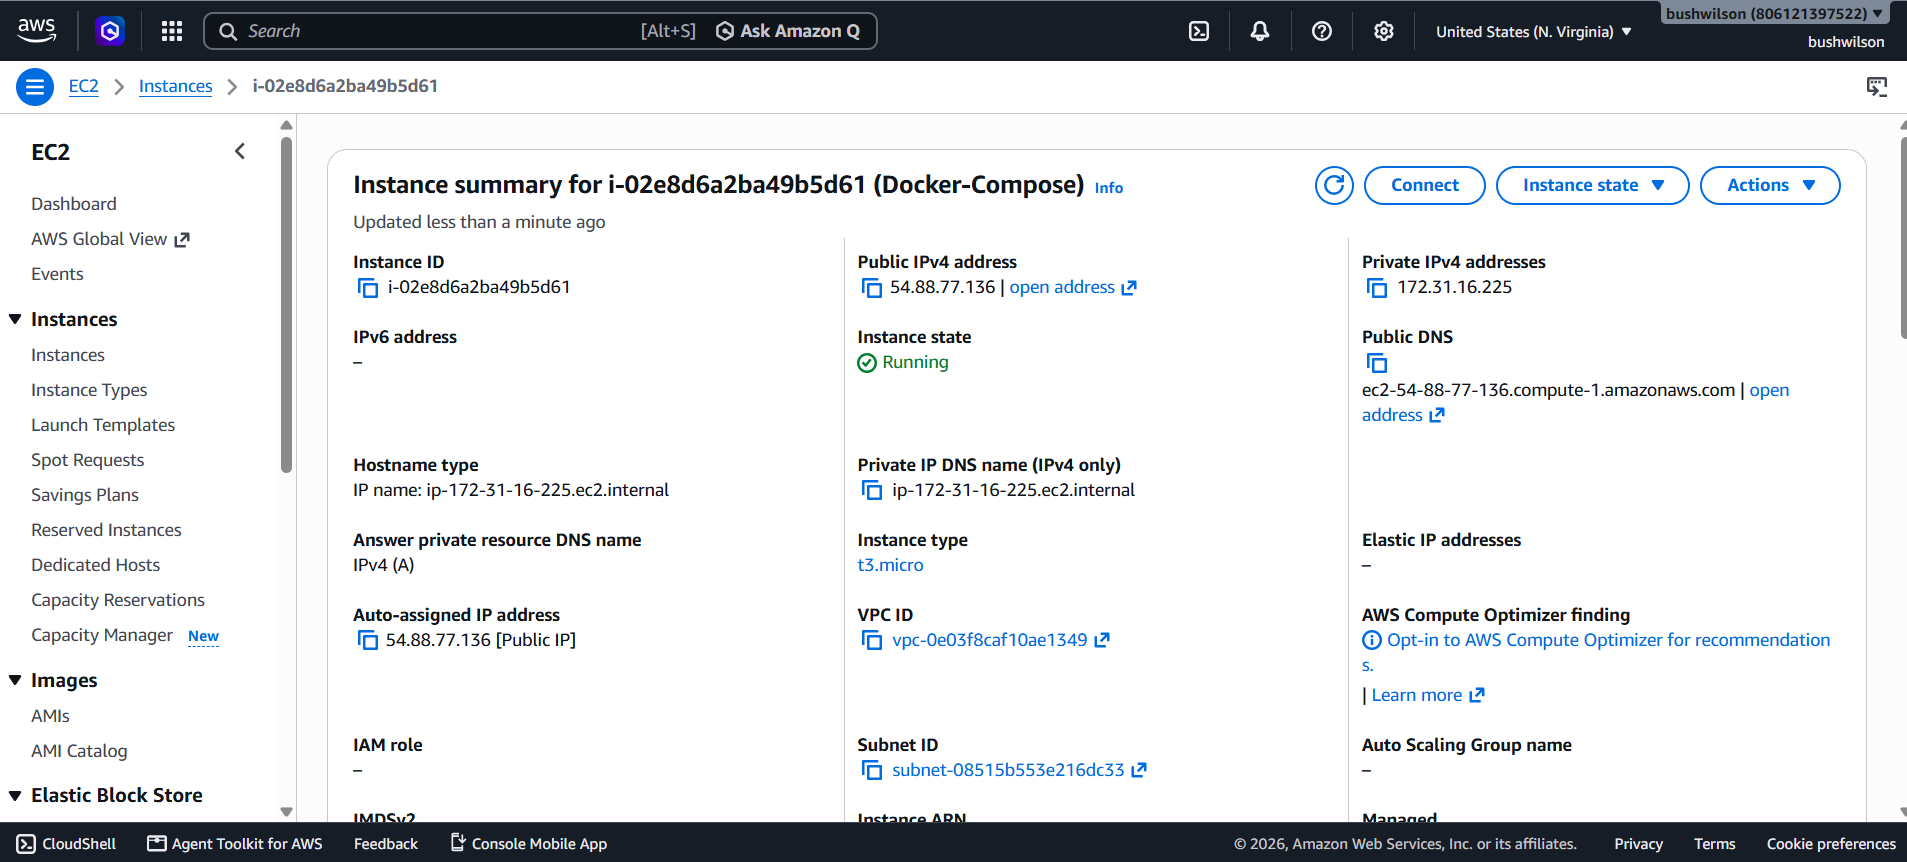 aws
Search [Alt+S] Ask Amazon Q
United States (N. Virginia)
bushwilson (806121397522)
bushwilson
EC2 Instances i-02e8d6a2ba49b5d61
EC2
Dashboard
AWS Global View
Events
Instances
Instances
Instance Types
Launch Templates
Spot Requests
Savings Plans
Reserved Instances
Dedicated Hosts
Capacity Reservations
Capacity Manager New
Images
AMIs
AMI Catalog
Elastic Block Store
Instance summary for i-02e8d6a2ba49b5d61 (Docker-Compose) Info
Connect
Instance state
Actions
Updated less than a minute ago
Instance ID
i-02e8d6a2ba49b5d61
Public IPv4 address
54.88.77.136 | open address
Private IPv4 addresses
172.31.16.225
IPv6 address
–
Instance state
Running
Public DNS
ec2-54-88-77-136.compute-1.amazonaws.com | open
address
Hostname type
IP name: ip-172-31-16-225.ec2.internal
Private IP DNS name (IPv4 only)
ip-172-31-16-225.ec2.internal
Answer private resource DNS name
IPv4 (A)
Instance type
t3.micro
Elastic IP addresses
–
Auto-assigned IP address
54.88.77.136 [Public IP]
VPC ID
vpc-0e03f8caf10ae1349
AWS Compute Optimizer finding
Opt-in to AWS Compute Optimizer for recommendation
s.
| Learn more
IAM role
–
Subnet ID
subnet-08515b553e216dc33
Auto Scaling Group name
–
IMDSv2
Instance ARN
Managed
CloudShell
Agent Toolkit for AWS
Feedback
Console Mobile App
© 2026, Amazon Web Services, Inc. or its affiliates.
Privacy
Terms
Cookie preferences